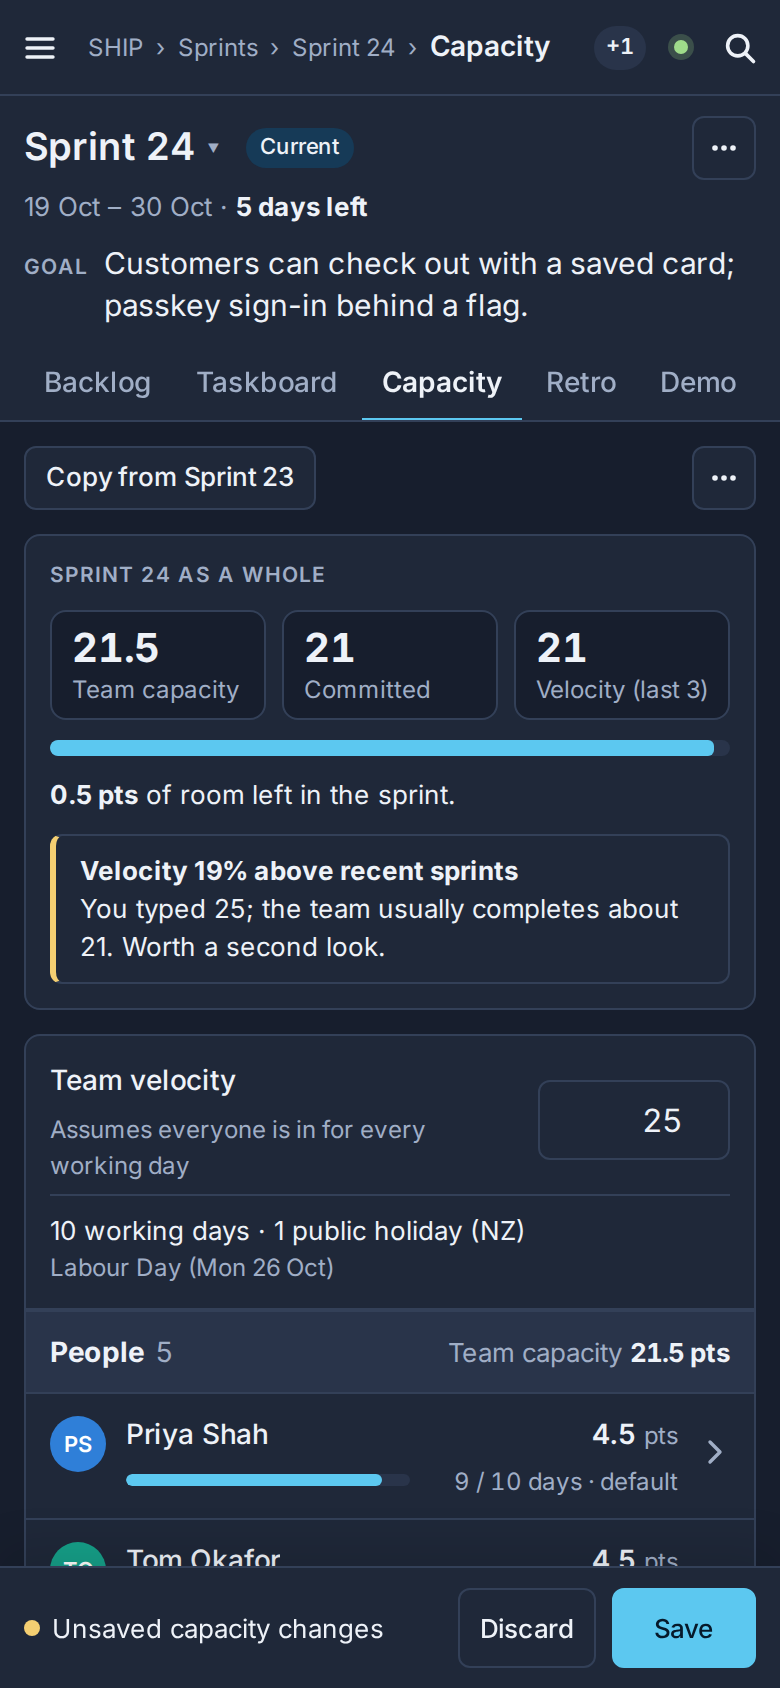 SHIP › Sprints › Sprint 24 › Capacity +1
Sprint 24 ▾ Current
19 Oct – 30 Oct · 5 days left
GOAL Customers can check out with a saved card;
passkey sign-in behind a flag.
Backlog Taskboard Capacity Retro Demo
Copy from Sprint 23
SPRINT 24 AS A WHOLE
21.5 21 21
Team capacity Committed Velocity (last 3)
0.5 pts of room left in the sprint.
Velocity 19% above recent sprints
You typed 25; the team usually completes about
21. Worth a second look.
Team velocity
Assumes everyone is in for every
working day
25
10 working days · 1 public holiday (NZ)
Labour Day (Mon 26 Oct)
People 5 Team capacity 21.5 pts
PS Priya Shah 4.5 pts
9 / 10 days · default
TO Tom Okafor 4.5 pts
Unsaved capacity changes Discard Save